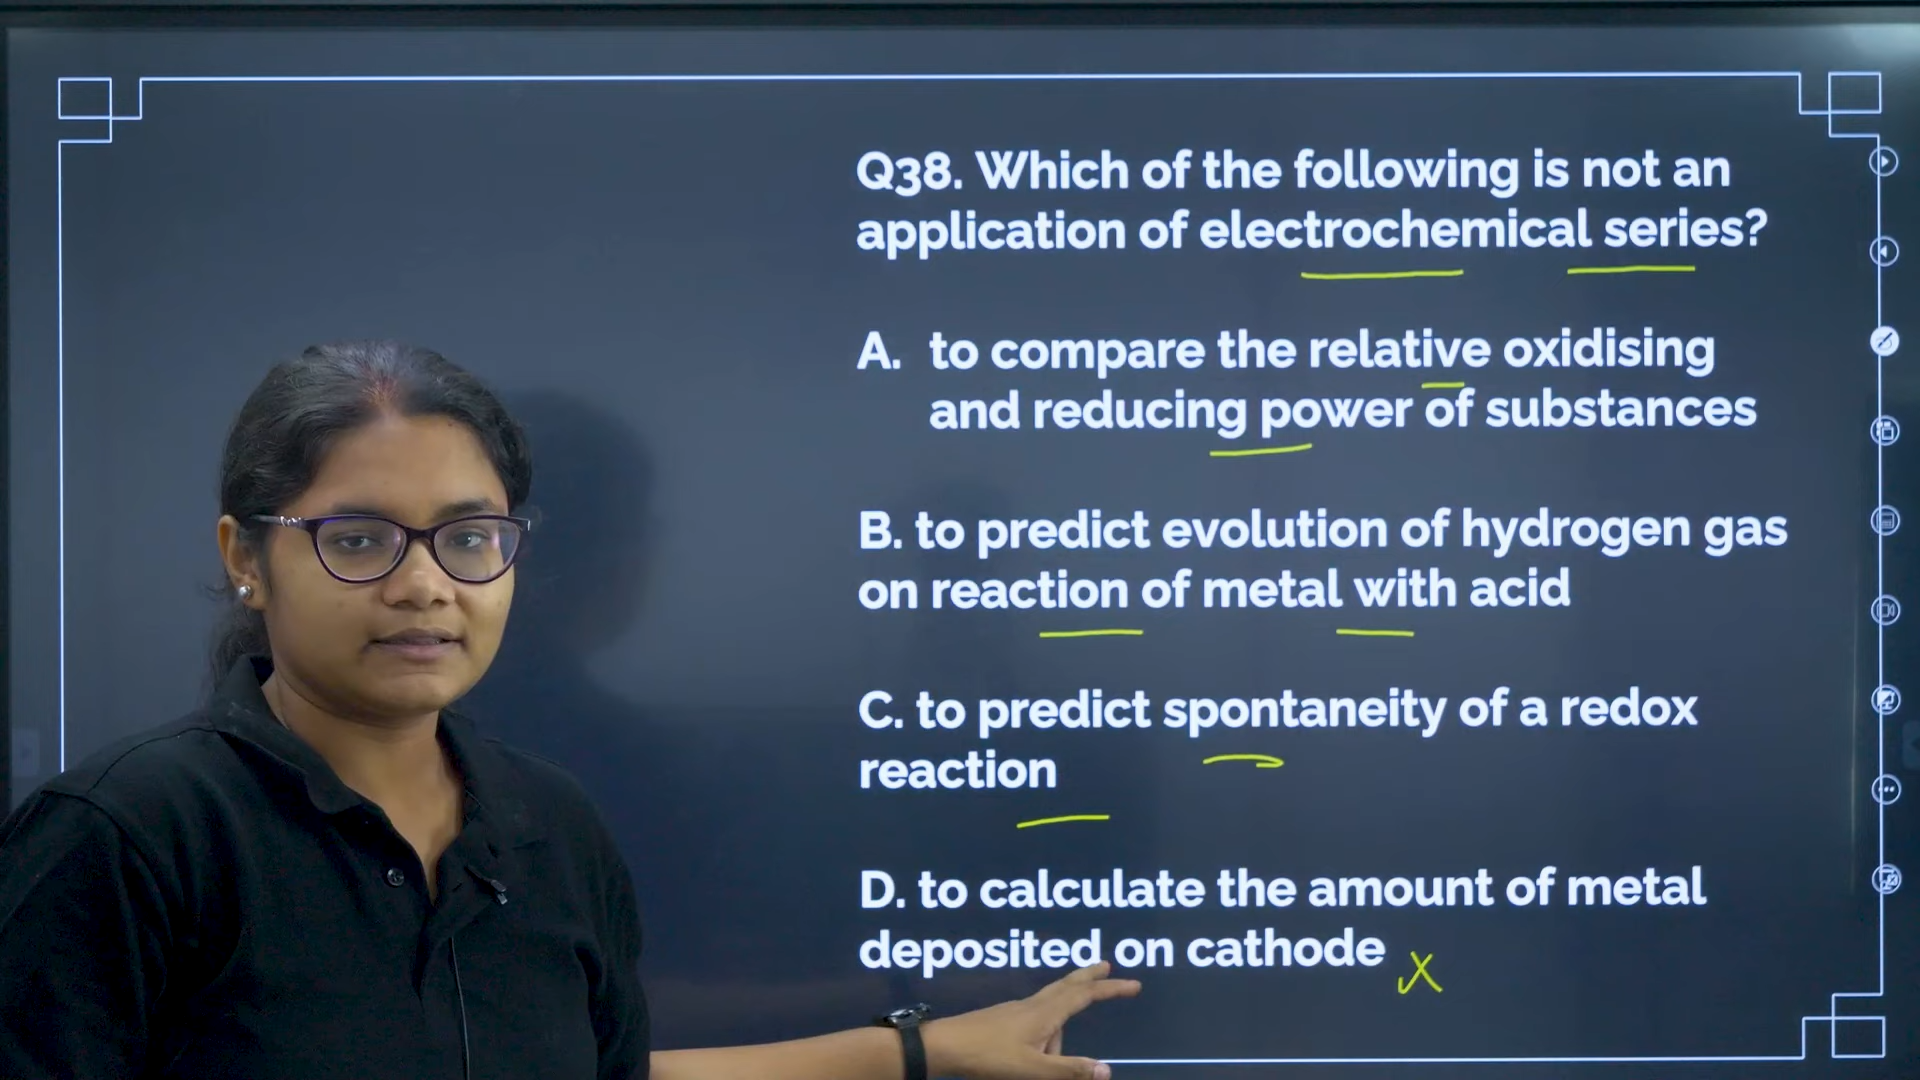 Q38. Which of the following is not an
application of electrochemical series?
A. to compare the relative oxidising
and reducing power of substances
B. to predict evolution of hydrogen gas
on reaction of metal with acid
C. to predict spontaneity of a redox
reaction
D. to calculate the amount of metal
deposited on cathode X